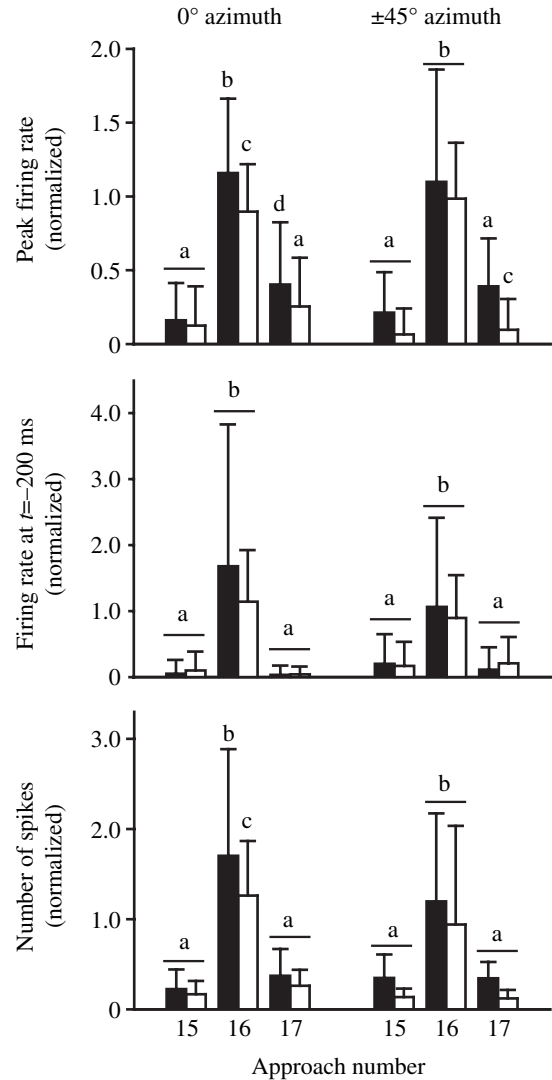 0° azimuth ±45° azimuth
Peak firing rate
(normalized)
2.0
1.5
1.0
0.5
0
a
b
c
d
a
a
b
a
c
Firing rate at t=–200 ms
(normalized)
4.0
3.0
2.0
1.0
0
a
b
a
a
b
a
Number of spikes
(normalized)
3.0
2.0
1.0
0
a
b
c
a
a
b
a
15 16 17 15 16 17
Approach number